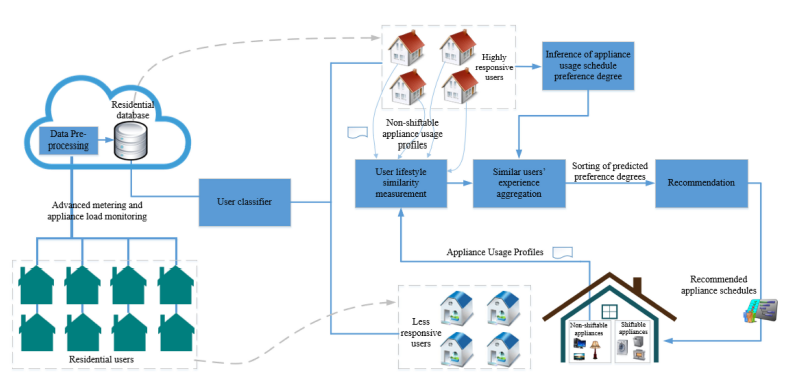 Residential
database
Data Pre-
processing
Advanced metering and
appliance load monitoring
Residential users
User classifier
Highly
responsive
users
Non-shiftable
appliance usage
profiles
Inference of appliance
usage schedule
preference degree
User lifestyle
similarity
measurement
Similar users'
experience
aggregation
Sorting of predicted
preference degrees
Recommendation
Appliance Usage Profiles
Less
responsive
users
Recommended
appliance schedules
Non-shiftable
appliances
Shiftable
appliances